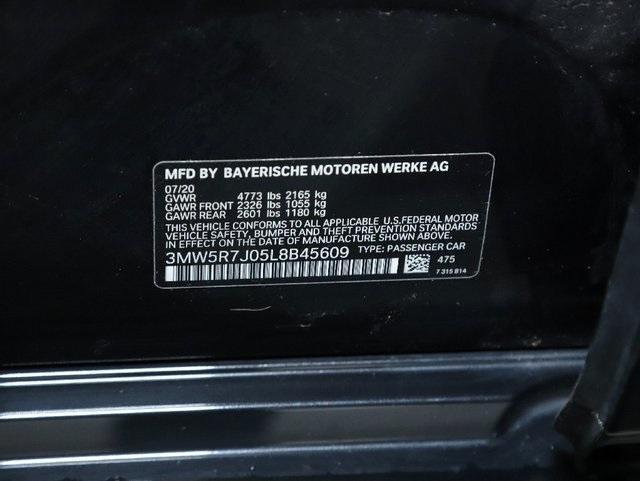 MFD BY BAYERISCHE MOTOREN WERKE AG
07/20
GVWR 4773 lbs 2165 kg
GAWR FRONT 2326 lbs 1055 kg
GAWR REAR 2601 lbs 1180 kg
THIS VEHICLE CONFORMS TO ALL APPLICABLE U.S.FEDERAL MOTOR
VEHICLE SAFETY, BUMPER AND THEFT PREVENTION STANDARDS
IN EFFECT ON THE DATE OF MANUFACTURE SHOWN ABOVE.
3MW5R7J05L8B45609 TYPE: PASSENGER CAR
475
7 315 814